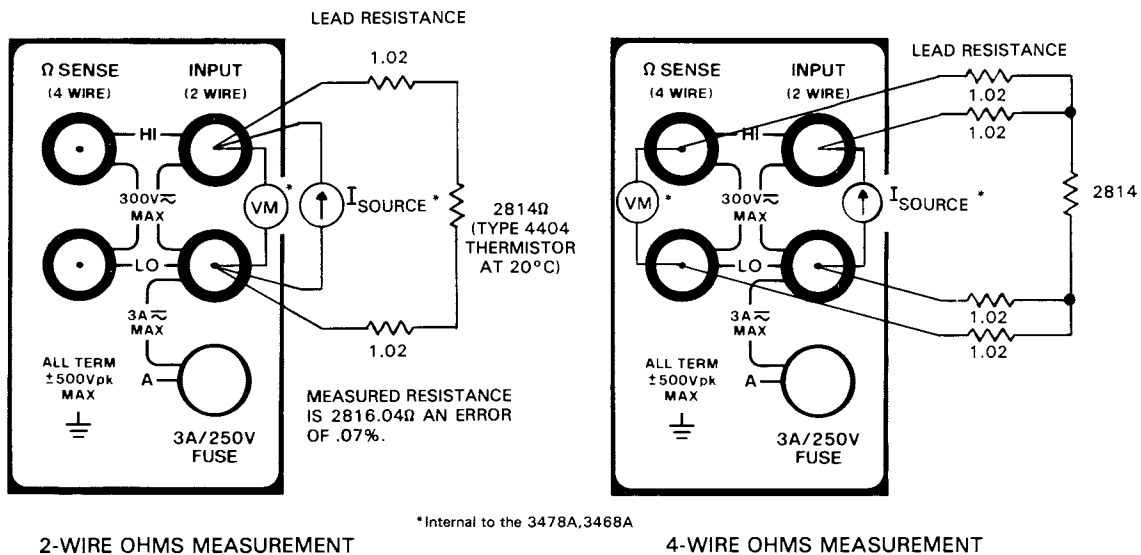 LEAD RESISTANCE
1.02
Ω SENSE
(4 WIRE)
INPUT
(2 WIRE)
HI
300V≂
MAX
VM
*
I SOURCE *
2814Ω
(TYPE 4404
THERMISTOR
AT 20°C)
LO
3A≂
MAX
1.02
ALL TERM
±500Vpk
MAX
A
3A/250V
FUSE
MEASURED RESISTANCE
IS 2816.04Ω AN ERROR
OF .07%.
LEAD RESISTANCE
1.02
1.02
Ω SENSE
(4 WIRE)
INPUT
(2 WIRE)
HI
VM
*
300V≂
MAX
I SOURCE *
2814
LO
3A≂
MAX
1.02
1.02
ALL TERM
±500Vpk
MAX
A
3A/250V
FUSE
*Internal to the 3478A,3468A
2-WIRE OHMS MEASUREMENT
4-WIRE OHMS MEASUREMENT